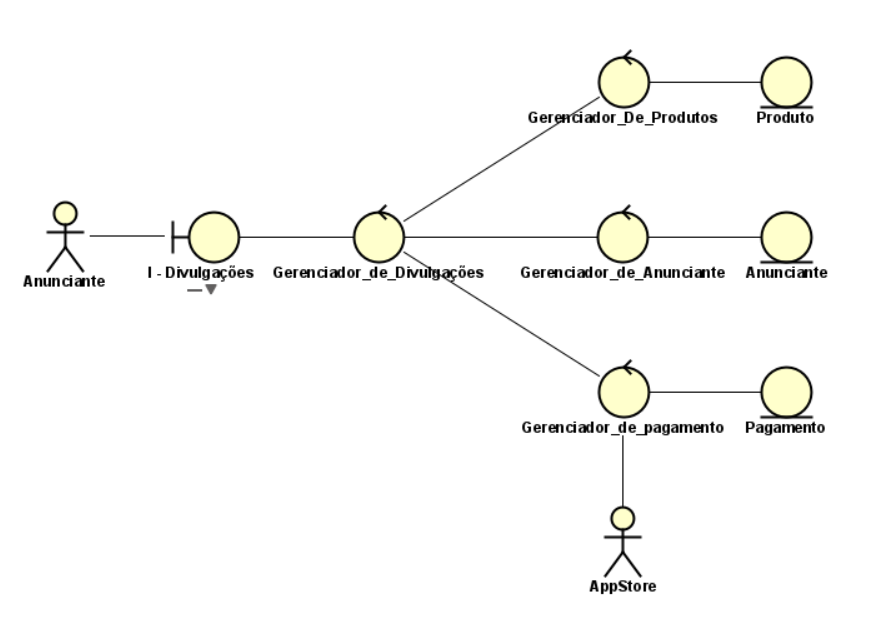 Gerenciador_De_Produtos
Produto
Anunciante
I - Divulgações
Gerenciador_de_Divulgações
Gerenciador_de_Anunciante
Anunciante
Gerenciador_de_pagamento
Pagamento
AppStore